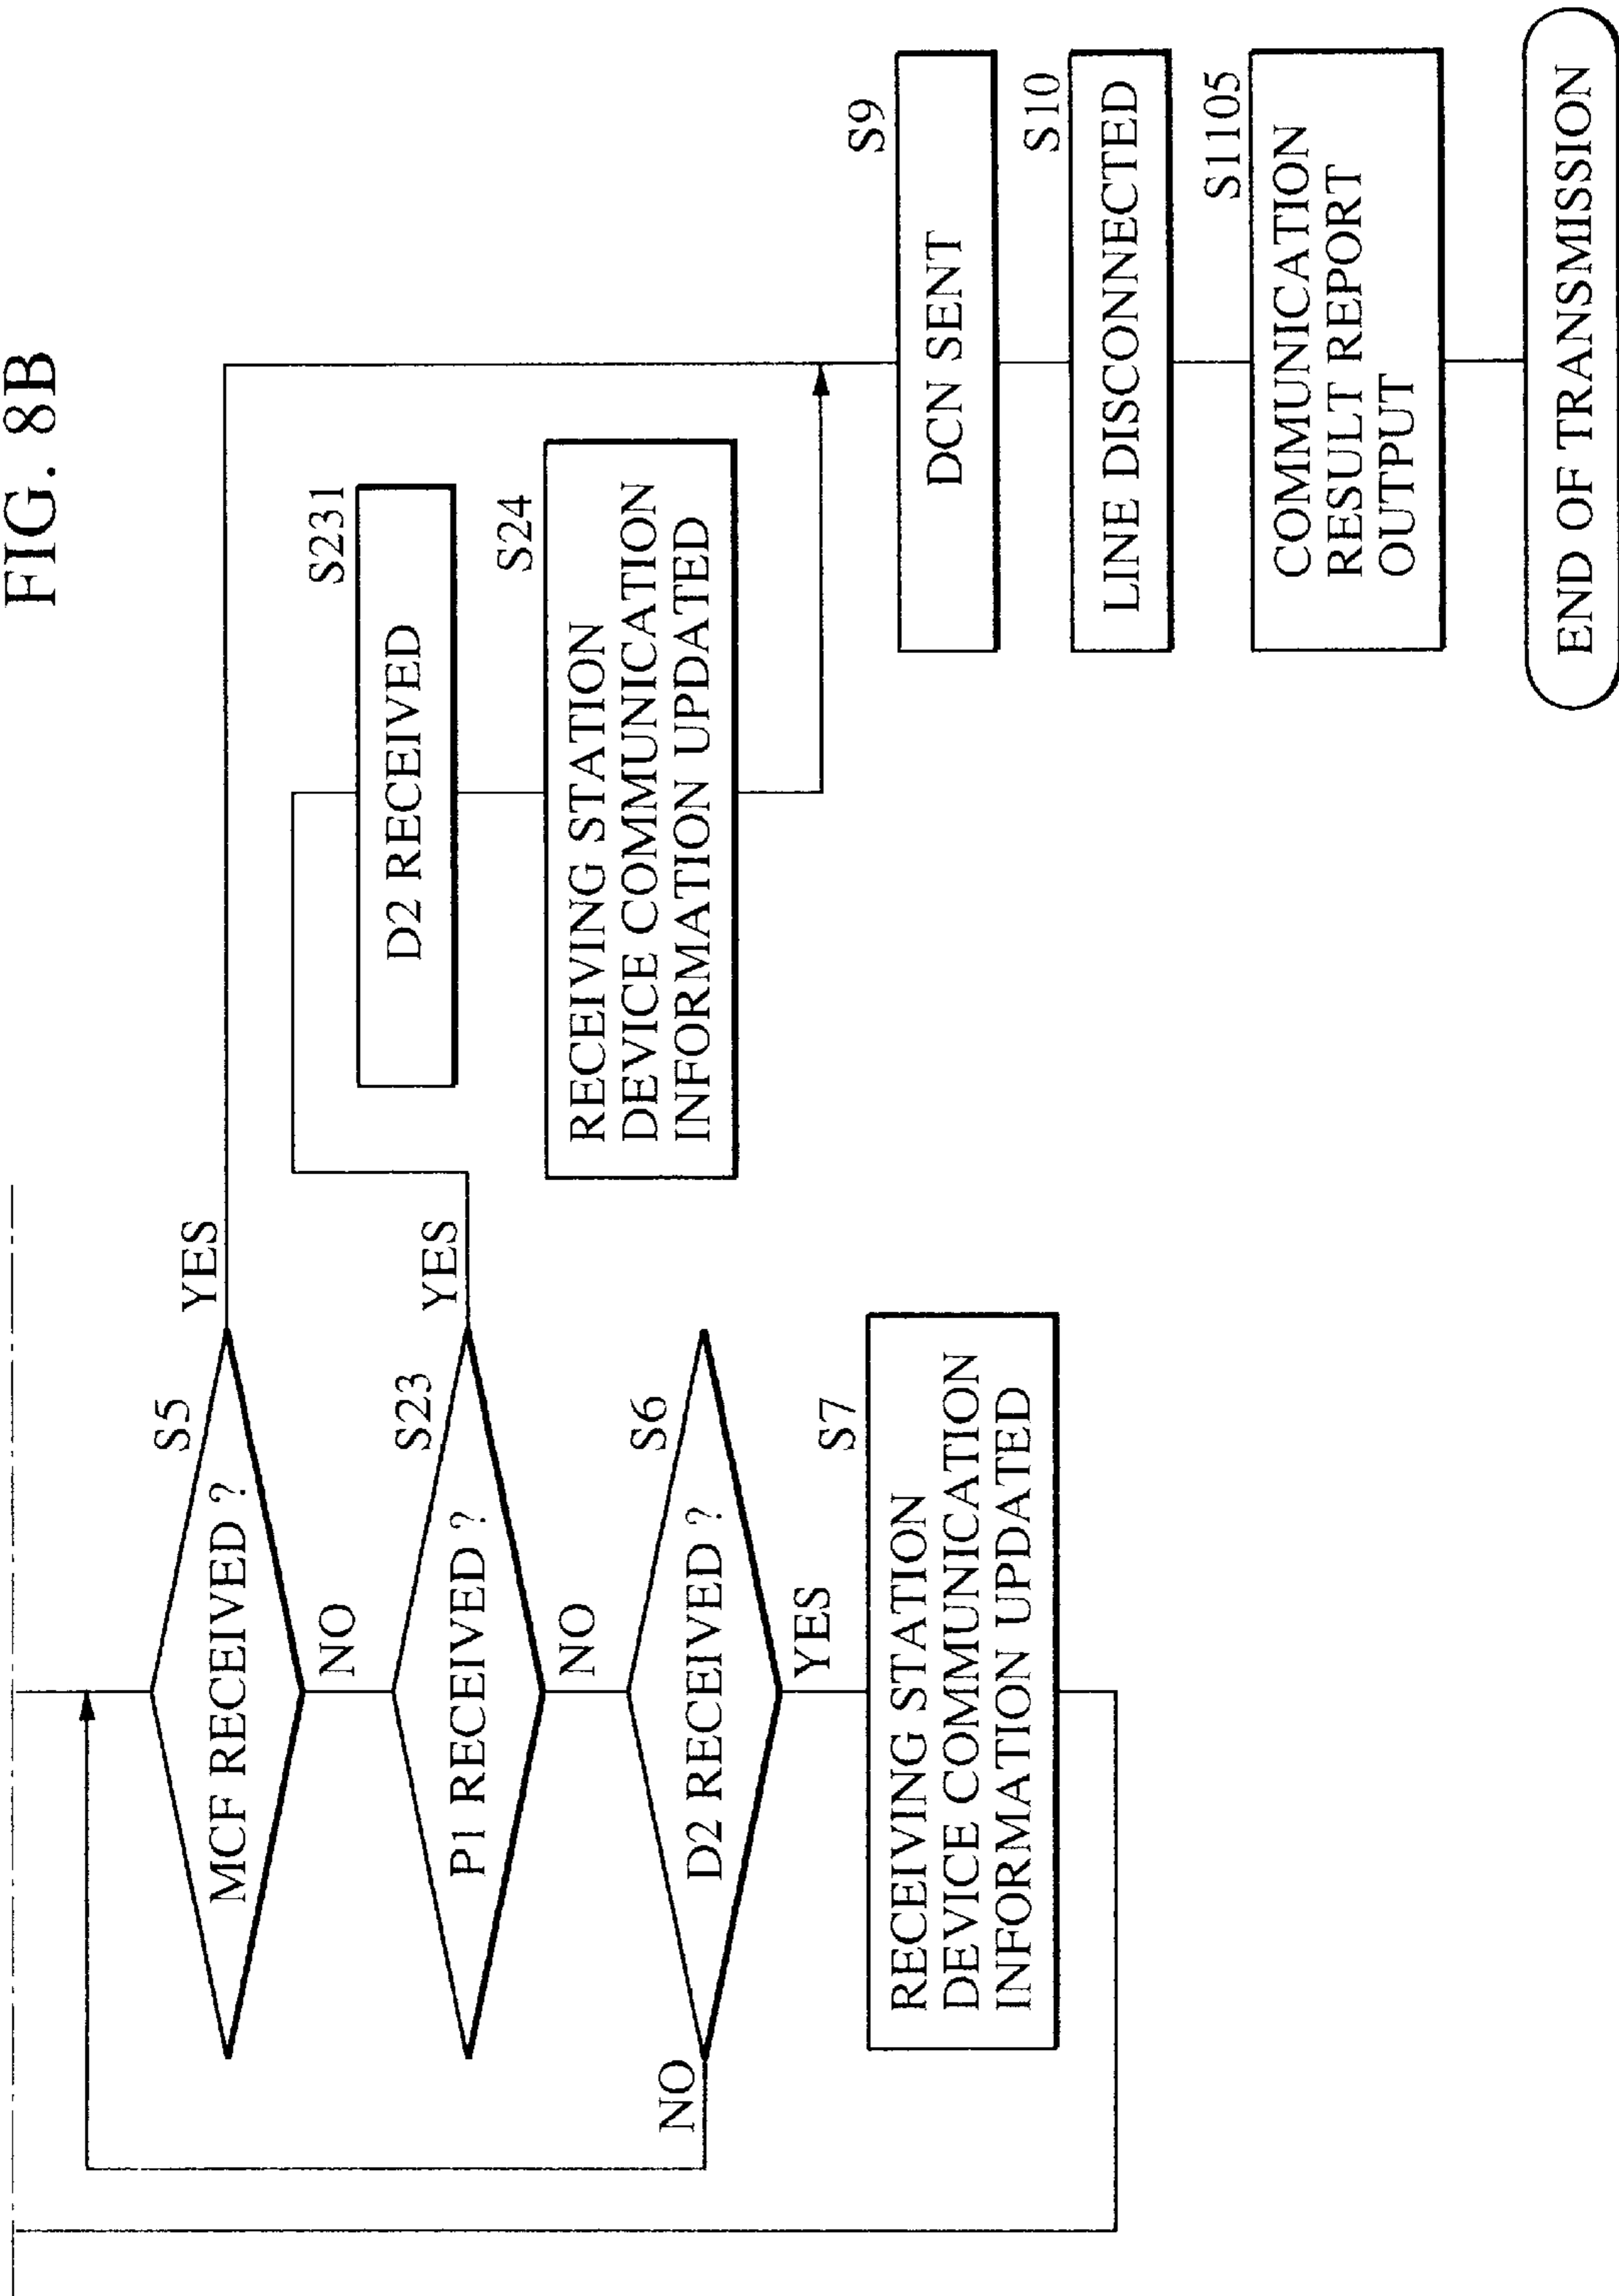 FIG. 8B
S5
MCF RECEIVED ?
YES
NO
S23
P1 RECEIVED ?
YES
NO
S6
D2 RECEIVED ?
NO
YES
S7
RECEIVING STATION
DEVICE COMMUNICATION
INFORMATION UPDATED
S231
D2 RECEIVED
S24
RECEIVING STATION
DEVICE COMMUNICATION
INFORMATION UPDATED
S9
DCN SENT
S10
LINE DISCONNECTED
S1105
COMMUNICATION
RESULT REPORT
OUTPUT
END OF TRANSMISSION